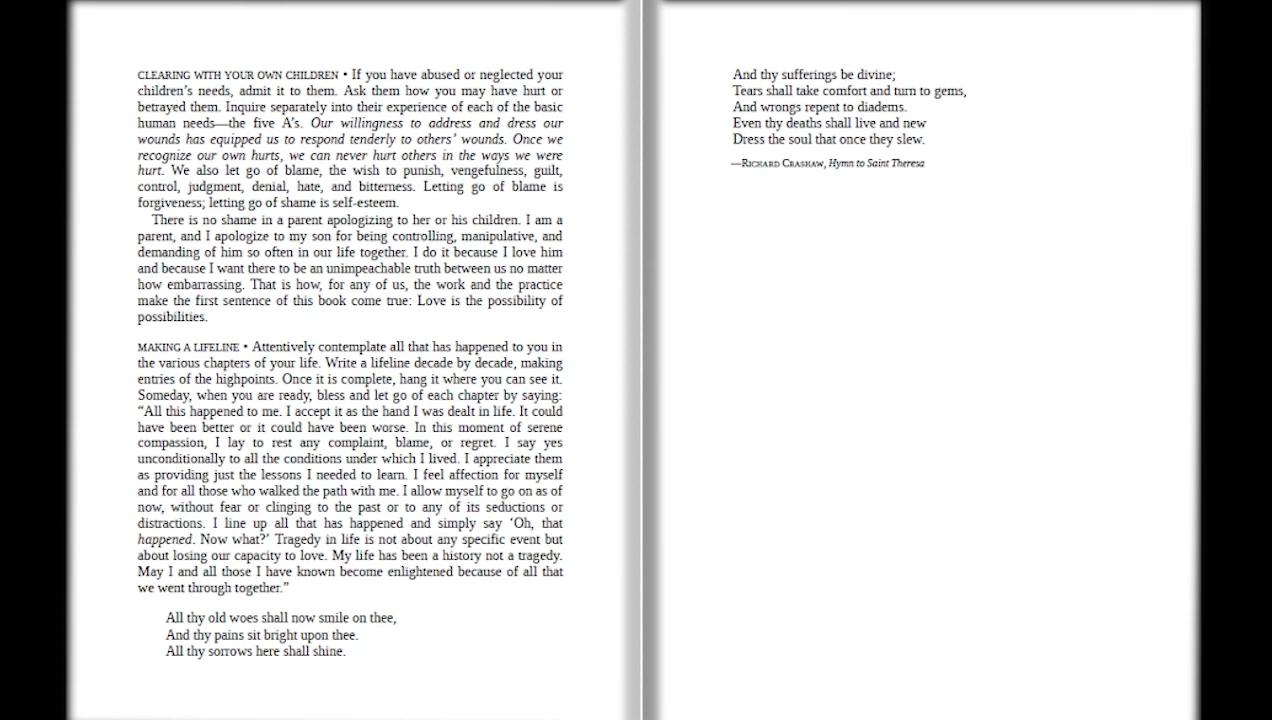 CLEARING WITH YOUR OWN CHILDREN • If you have abused or neglected your
children’s needs, admit it to them. Ask them how you may have hurt or
betrayed them. Inquire separately into their experience of each of the basic
human needs—the five A’s. Our willingness to address and dress our
wounds has equipped us to respond tenderly to others’ wounds. Once we
recognize our own hurts, we can never hurt others in the ways we were
hurt. We also let go of blame, the wish to punish, vengefulness, guilt,
control, judgment, denial, hate, and bitterness. Letting go of blame is
forgiveness; letting go of shame is self-esteem.
There is no shame in a parent apologizing to her or his children. I am a
parent, and I apologize to my son for being controlling, manipulative, and
demanding of him so often in our life together. I do it because I love him
and because I want there to be an unimpeachable truth between us no matter
how embarrassing. That is how, for any of us, the work and the practice
make the first sentence of this book come true: Love is the possibility of
possibilities.
MAKING A LIFELINE • Attentively contemplate all that has happened to you in
the various chapters of your life. Write a lifeline decade by decade, making
entries of the highpoints. Once it is complete, hang it where you can see it.
Someday, when you are ready, bless and let go of each chapter by saying:
“All this happened to me. I accept it as the hand I was dealt in life. It could
have been better or it could have been worse. In this moment of serene
compassion, I lay to rest any complaint, blame, or regret. I say yes
unconditionally to all the conditions under which I lived. I appreciate them
as providing just the lessons I needed to learn. I feel affection for myself
and for all those who walked the path with me. I allow myself to go on as of
now, without fear or clinging to the past or to any of its seductions or
distractions. I line up all that has happened and simply say ‘Oh, that
happened. Now what?’ Tragedy in life is not about any specific event but
about losing our capacity to love. My life has been a history not a tragedy.
May I and all those I have known become enlightened because of all that
we went through together.”
All thy old woes shall now smile on thee,
And thy pains sit bright upon thee.
All thy sorrows here shall shine.
And thy sufferings be divine;
Tears shall take comfort and turn to gems,
And wrongs repent to diadems.
Even thy deaths shall live and new
Dress the soul that once they slew.
—RICHARD CRASHAW, Hymn to Saint Theresa